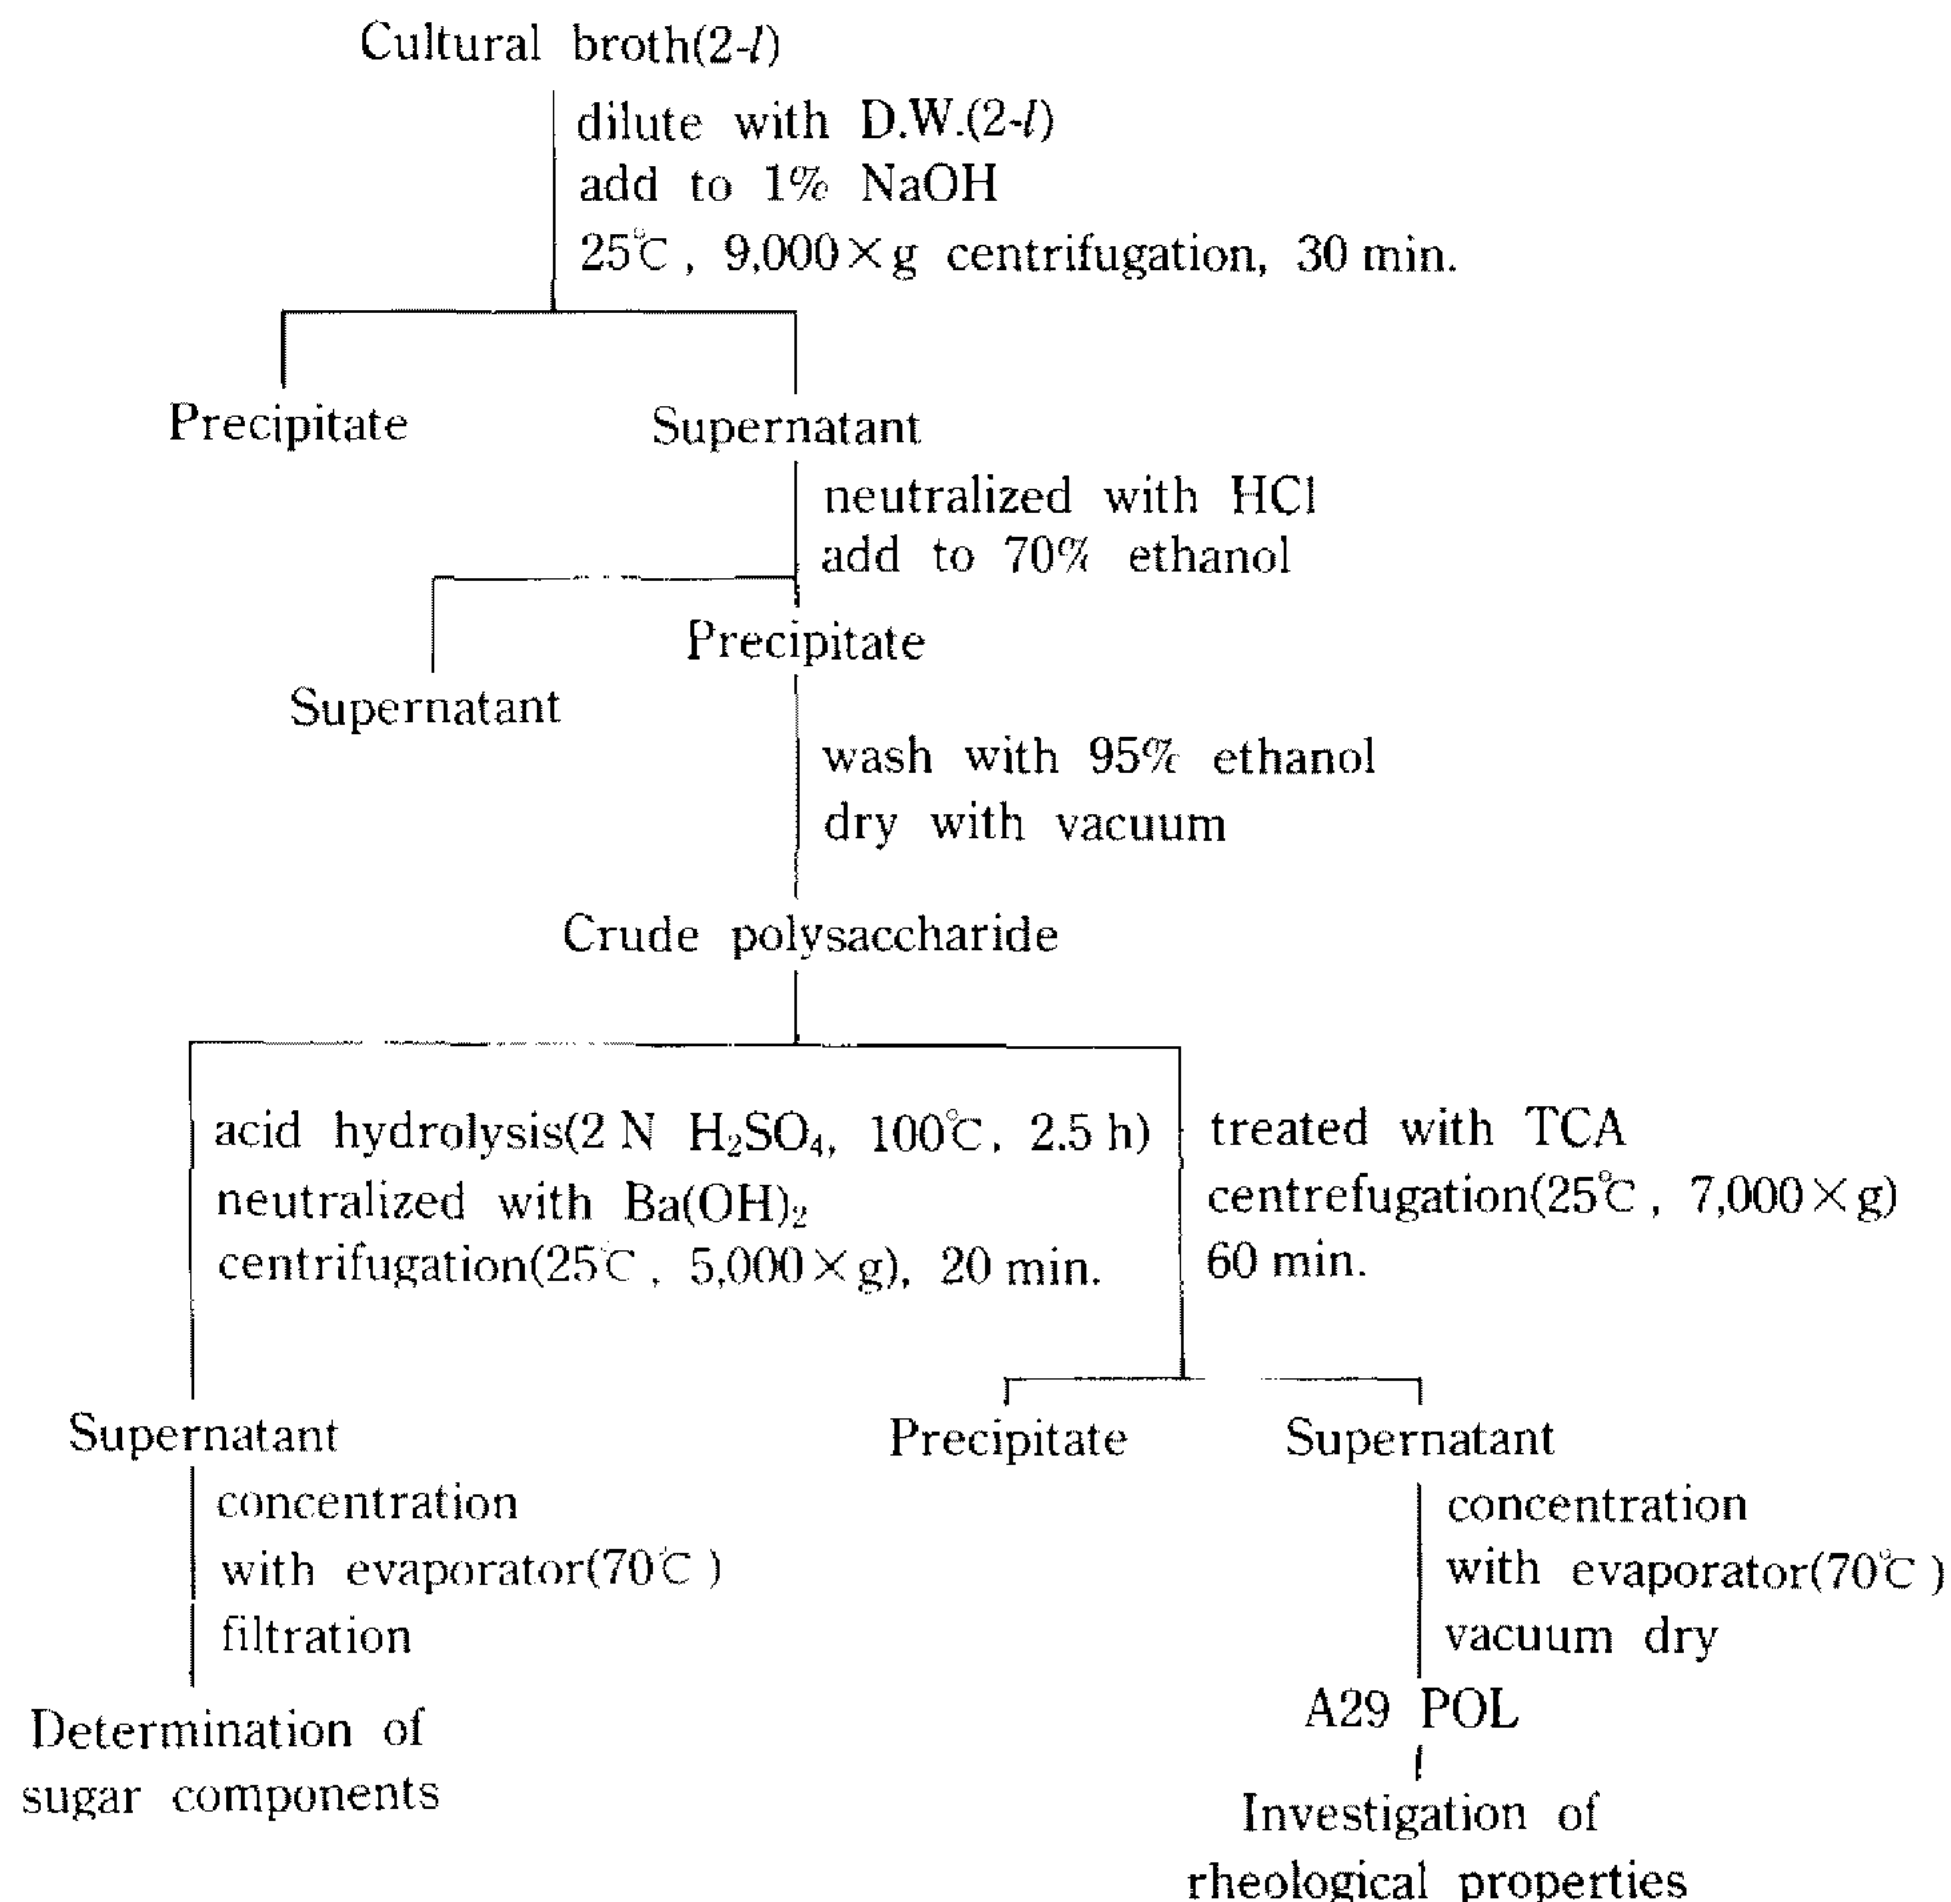 Cultural broth(2-l)
dilute with D.W.(2-l)
add to 1% NaOH
25℃, 9,000×g centrifugation, 30 min.
Precipitate
Supernatant
neutralized with HCl
add to 70% ethanol
Precipitate
Supernatant
wash with 95% ethanol
dry with vacuum
Crude polysaccharide
acid hydrolysis(2 N H₂SO₄, 100℃, 2.5 h)
neutralized with Ba(OH)₂
centrifugation(25℃, 5,000×g), 20 min.
treated with TCA
centrefugation(25℃, 7,000×g)
60 min.
Supernatant
concentration
with evaporator(70℃)
filtration
Determination of
sugar components
Precipitate
Supernatant
concentration
with evaporator(70℃)
vacuum dry
A29 POL
Investigation of
rheological properties